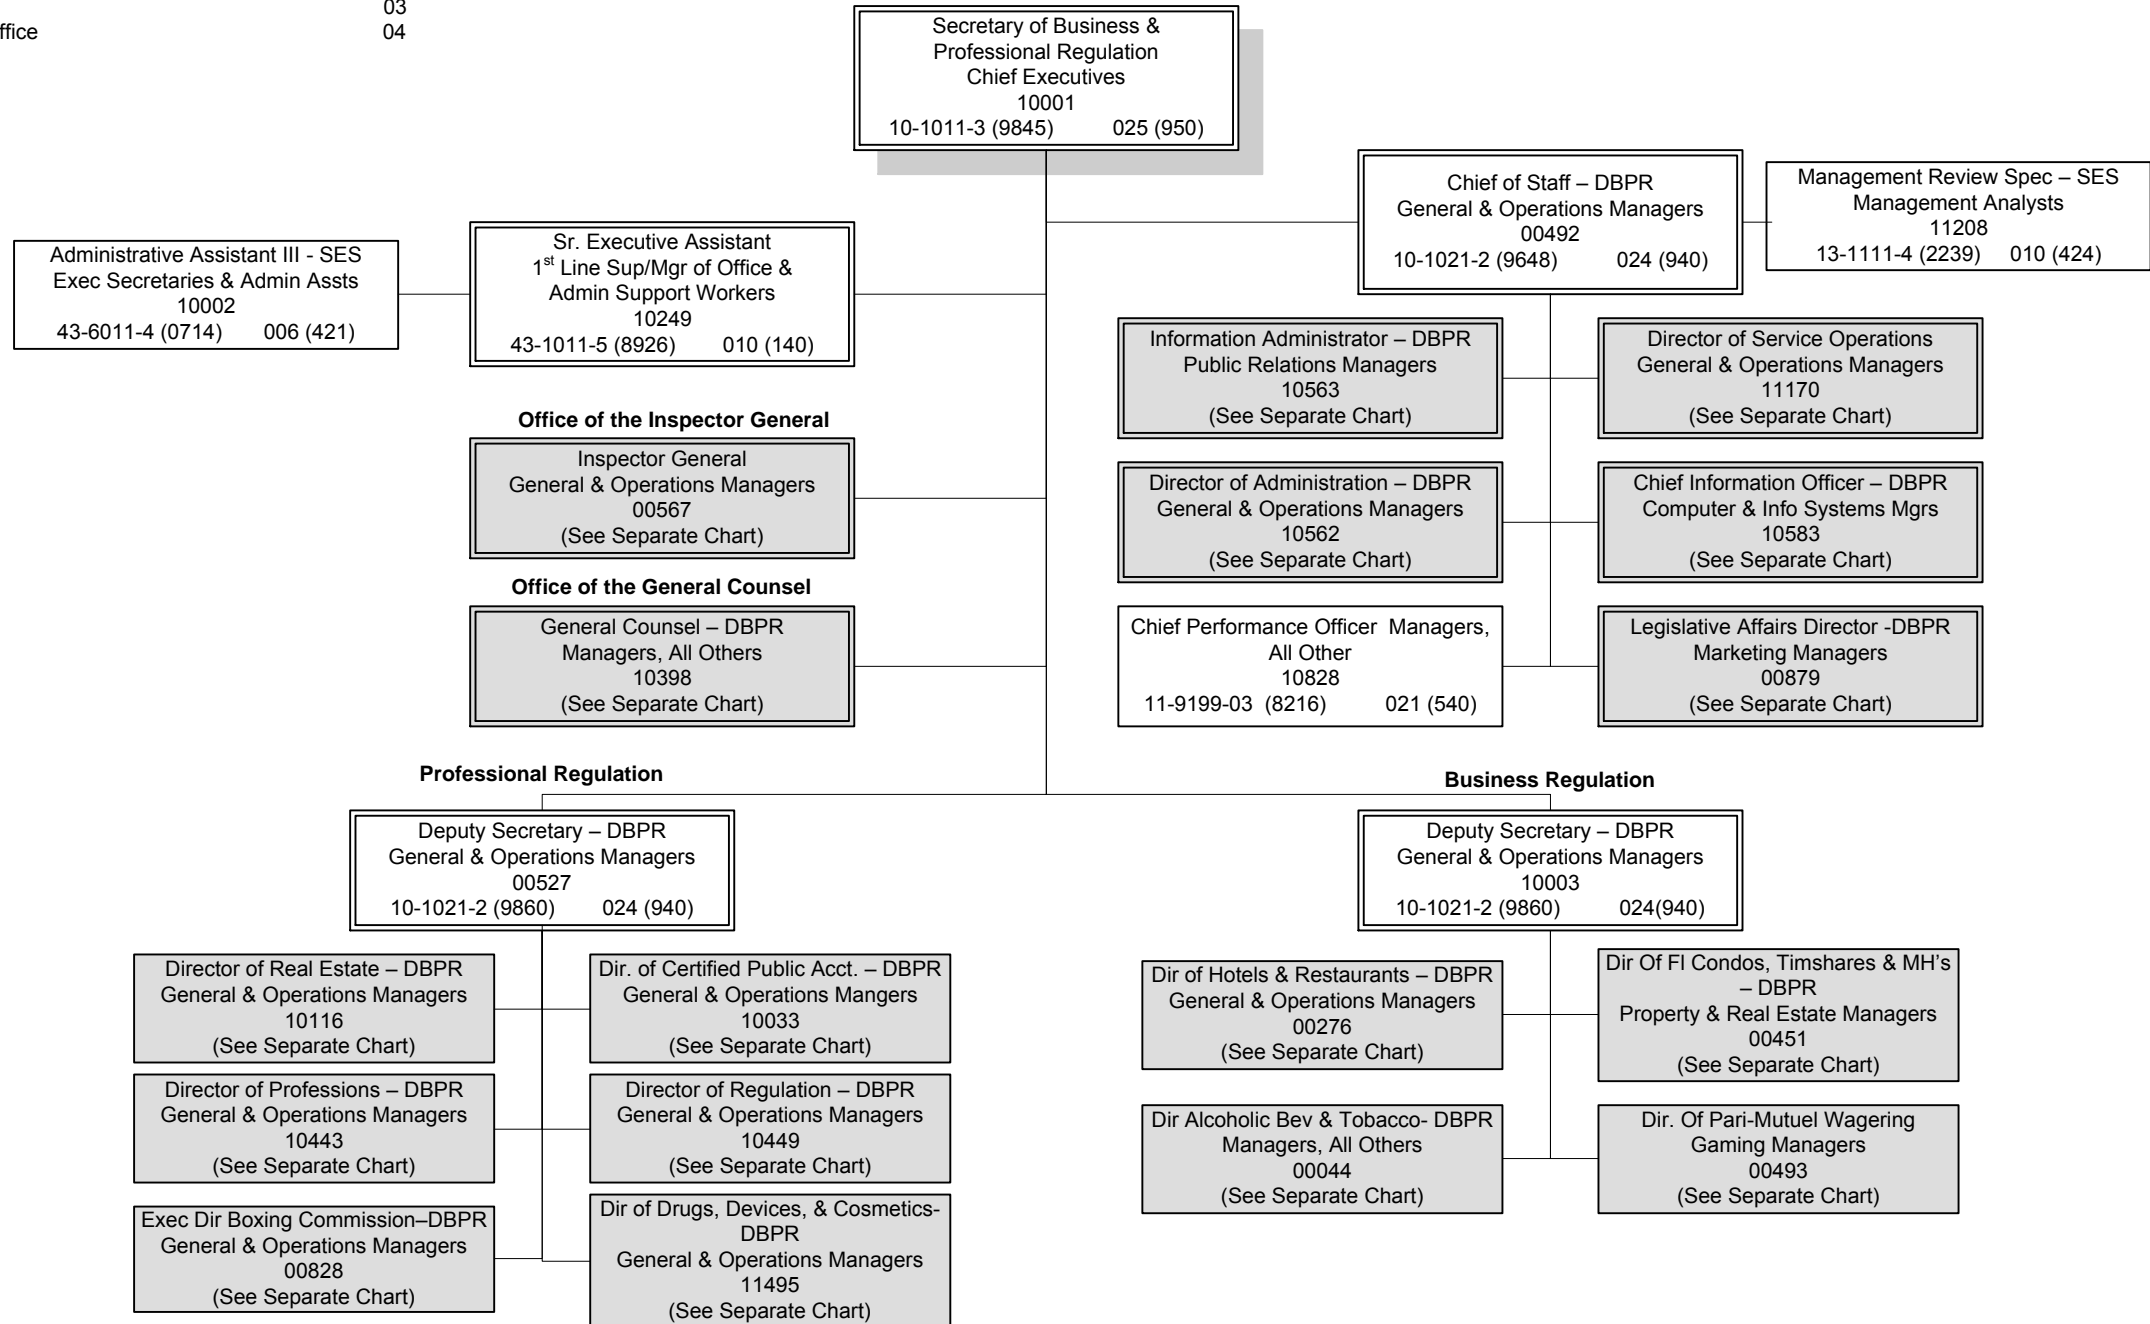 03
ffice 04
Secretary of Business &
Professional Regulation
Chief Executives
10001
10-1011-3 (9845) 025 (950)
Chief of Staff – DBPR
General & Operations Managers
00492
10-1021-2 (9648) 024 (940)
Management Review Spec – SES
Management Analysts
11208
13-1111-4 (2239) 010 (424)
Administrative Assistant III - SES
Exec Secretaries & Admin Assts
10002
43-6011-4 (0714) 006 (421)
Sr. Executive Assistant
1st Line Sup/Mgr of Office &
Admin Support Workers
10249
43-1011-5 (8926) 010 (140)
Information Administrator – DBPR
Public Relations Managers
10563
(See Separate Chart)
Director of Service Operations
General & Operations Managers
11170
(See Separate Chart)
Office of the Inspector General
Inspector General
General & Operations Managers
00567
(See Separate Chart)
Director of Administration – DBPR
General & Operations Managers
10562
(See Separate Chart)
Chief Information Officer – DBPR
Computer & Info Systems Mgrs
10583
(See Separate Chart)
Office of the General Counsel
General Counsel – DBPR
Managers, All Others
10398
(See Separate Chart)
Chief Performance Officer Managers,
All Other
10828
11-9199-03 (8216) 021 (540)
Legislative Affairs Director -DBPR
Marketing Managers
00879
(See Separate Chart)
Professional Regulation
Deputy Secretary – DBPR
General & Operations Managers
00527
10-1021-2 (9860) 024 (940)
Business Regulation
Deputy Secretary – DBPR
General & Operations Managers
10003
10-1021-2 (9860) 024(940)
Director of Real Estate – DBPR
General & Operations Managers
10116
(See Separate Chart)
Dir. of Certified Public Acct. – DBPR
General & Operations Mangers
10033
(See Separate Chart)
Dir of Hotels & Restaurants – DBPR
General & Operations Managers
00276
(See Separate Chart)
Dir Of Fl Condos, Timshares & MH's
– DBPR
Property & Real Estate Managers
00451
(See Separate Chart)
Director of Professions – DBPR
General & Operations Managers
10443
(See Separate Chart)
Director of Regulation – DBPR
General & Operations Managers
10449
(See Separate Chart)
Dir Alcoholic Bev & Tobacco- DBPR
Managers, All Others
00044
(See Separate Chart)
Dir. Of Pari-Mutuel Wagering
Gaming Managers
00493
(See Separate Chart)
Exec Dir Boxing Commission–DBPR
General & Operations Managers
00828
(See Separate Chart)
Dir of Drugs, Devices, & Cosmetics-
DBPR
General & Operations Managers
11495
(See Separate Chart)